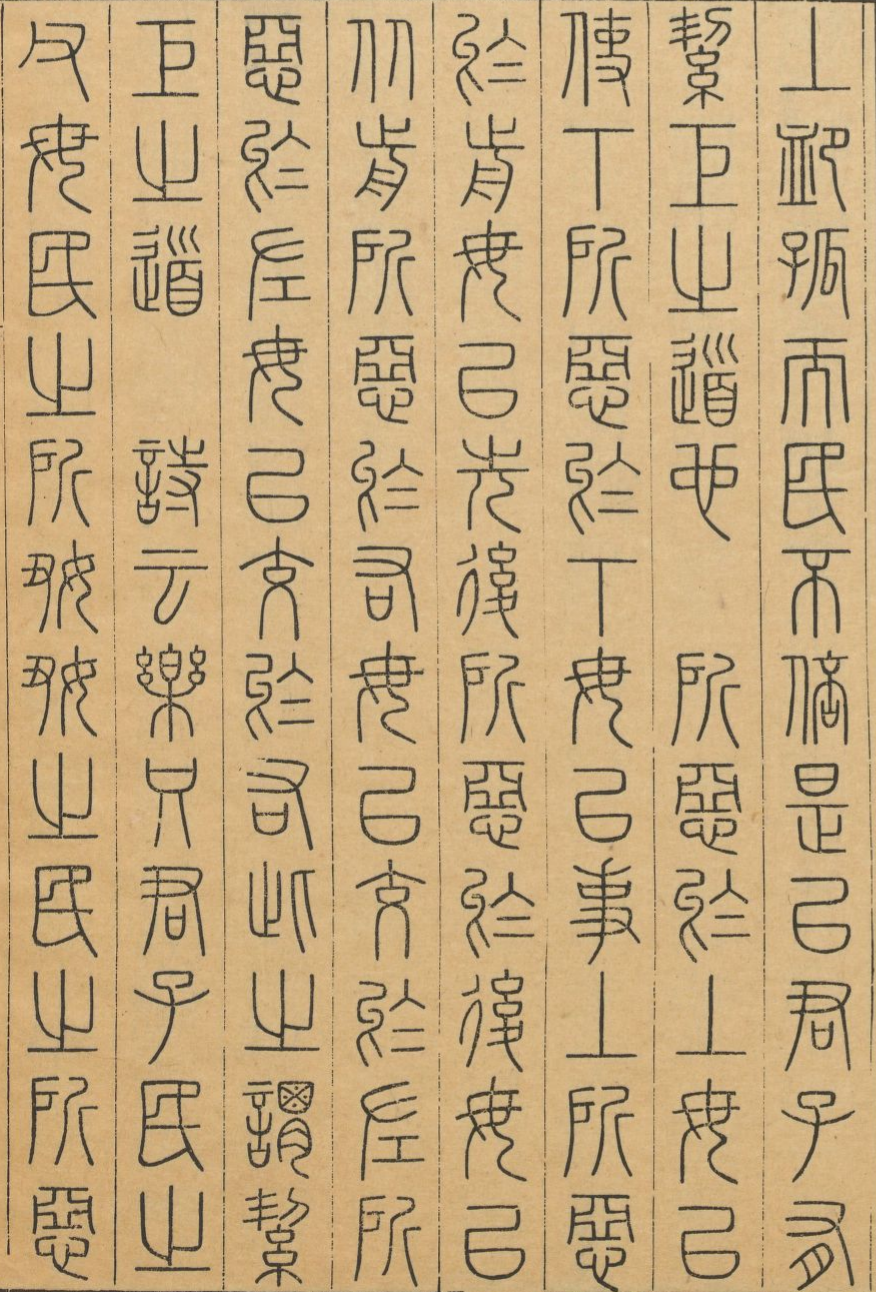 上卹孤而民不倍是以君子有
絜巨之道也　所惡於上毋以
使下所惡於下毋以事上所惡
於前毋以先後所惡於後毋以
从前所惡於右毋以交於左所
惡於左毋以交於右此之謂絜
巨之道　詩云樂只君子民之
父母民之所好好之民之所惡